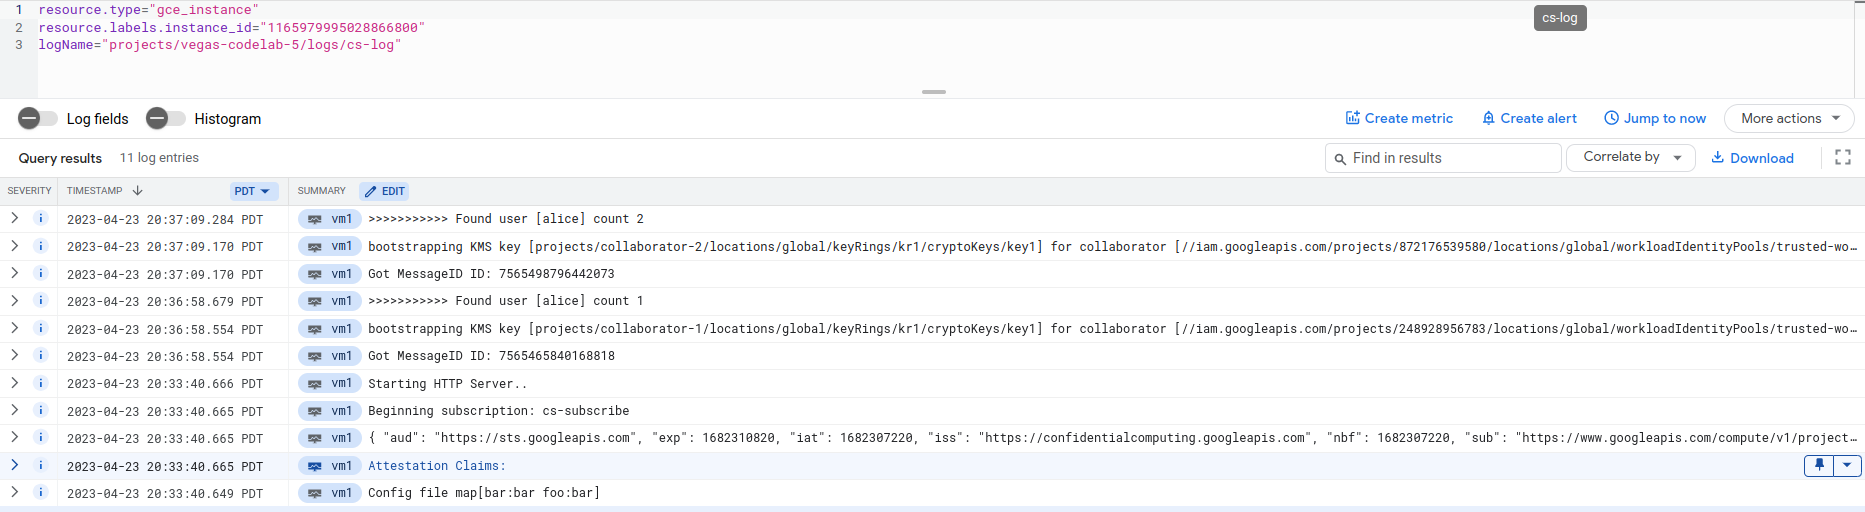 1 resource.type="gce_instance"
2 resource.labels.instance_id="1165979995028866800"
3 logName="projects/vegas-codelab-5/logs/cs-log"
cs-log
Log fields Histogram Create metric Create alert Jump to now More actions
Query results 11 log entries Find in results Correlate by Download
SEVERITY TIMESTAMP PDT SUMMARY EDIT
i 2023-04-23 20:37:09.284 PDT vm1 >>>>>>>>>>> Found user [alice] count 2
i 2023-04-23 20:37:09.170 PDT vm1 bootstrapping KMS key [projects/collaborator-2/locations/global/keyRings/kr1/cryptoKeys/key1] for collaborator [//iam.googleapis.com/projects/872176539580/locations/global/workloadIdentityPools/trusted-wo…
i 2023-04-23 20:37:09.170 PDT vm1 Got MessageID ID: 7565498796442073
i 2023-04-23 20:36:58.679 PDT vm1 >>>>>>>>>>> Found user [alice] count 1
i 2023-04-23 20:36:58.554 PDT vm1 bootstrapping KMS key [projects/collaborator-1/locations/global/keyRings/kr1/cryptoKeys/key1] for collaborator [//iam.googleapis.com/projects/248928956783/locations/global/workloadIdentityPools/trusted-wo…
i 2023-04-23 20:36:58.554 PDT vm1 Got MessageID ID: 7565465840168818
i 2023-04-23 20:33:40.666 PDT vm1 Starting HTTP Server..
i 2023-04-23 20:33:40.665 PDT vm1 Beginning subscription: cs-subscribe
i 2023-04-23 20:33:40.665 PDT vm1 { "aud": "https://sts.googleapis.com", "exp": 1682310820, "iat": 1682307220, "iss": "https://confidentialcomputing.googleapis.com", "nbf": 1682307220, "sub": "https://www.googleapis.com/compute/v1/project…
i 2023-04-23 20:33:40.665 PDT vm1 Attestation Claims:
i 2023-04-23 20:33:40.649 PDT vm1 Config file map[bar:bar foo:bar]